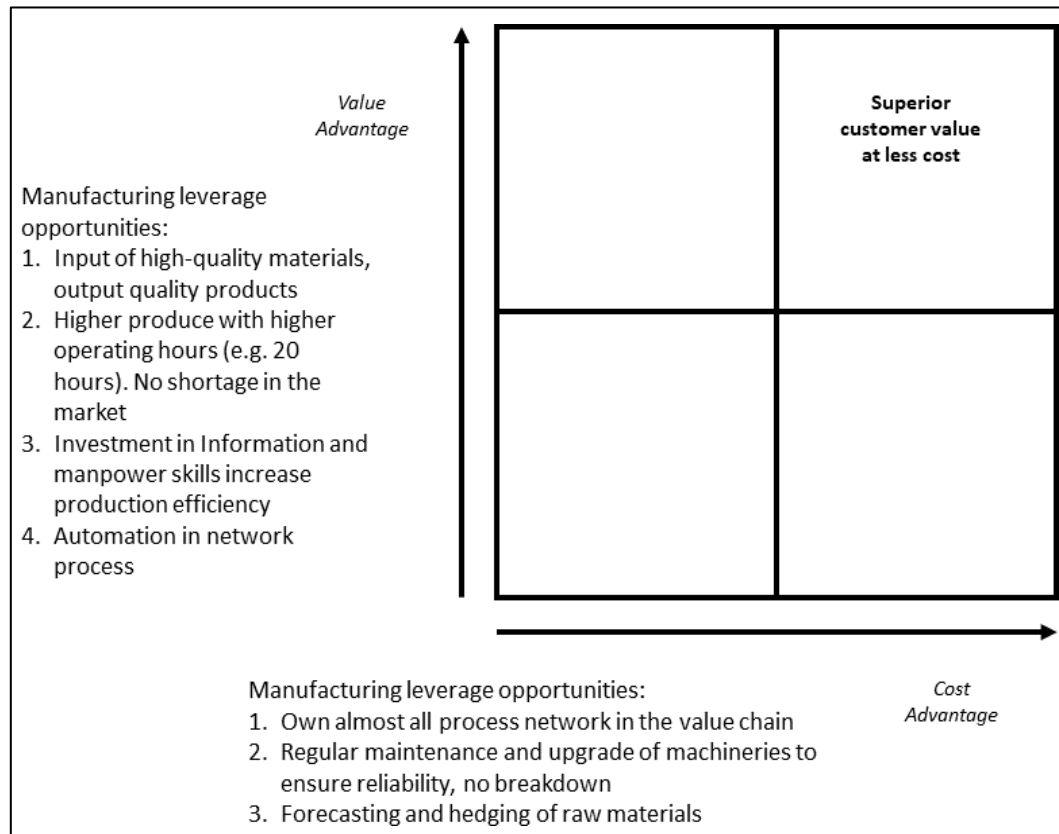 Value
Advantage
Superior
customer value
at less cost
Manufacturing leverage
opportunities:
1. Input of high-quality materials,
output quality products
2. Higher produce with higher
operating hours (e.g. 20
hours). No shortage in the
market
3. Investment in Information and
manpower skills increase
production efficiency
4. Automation in network
process
Manufacturing leverage opportunities:
1. Own almost all process network in the value chain
2. Regular maintenance and upgrade of machineries to
ensure reliability, no breakdown
3. Forecasting and hedging of raw materials
Cost
Advantage